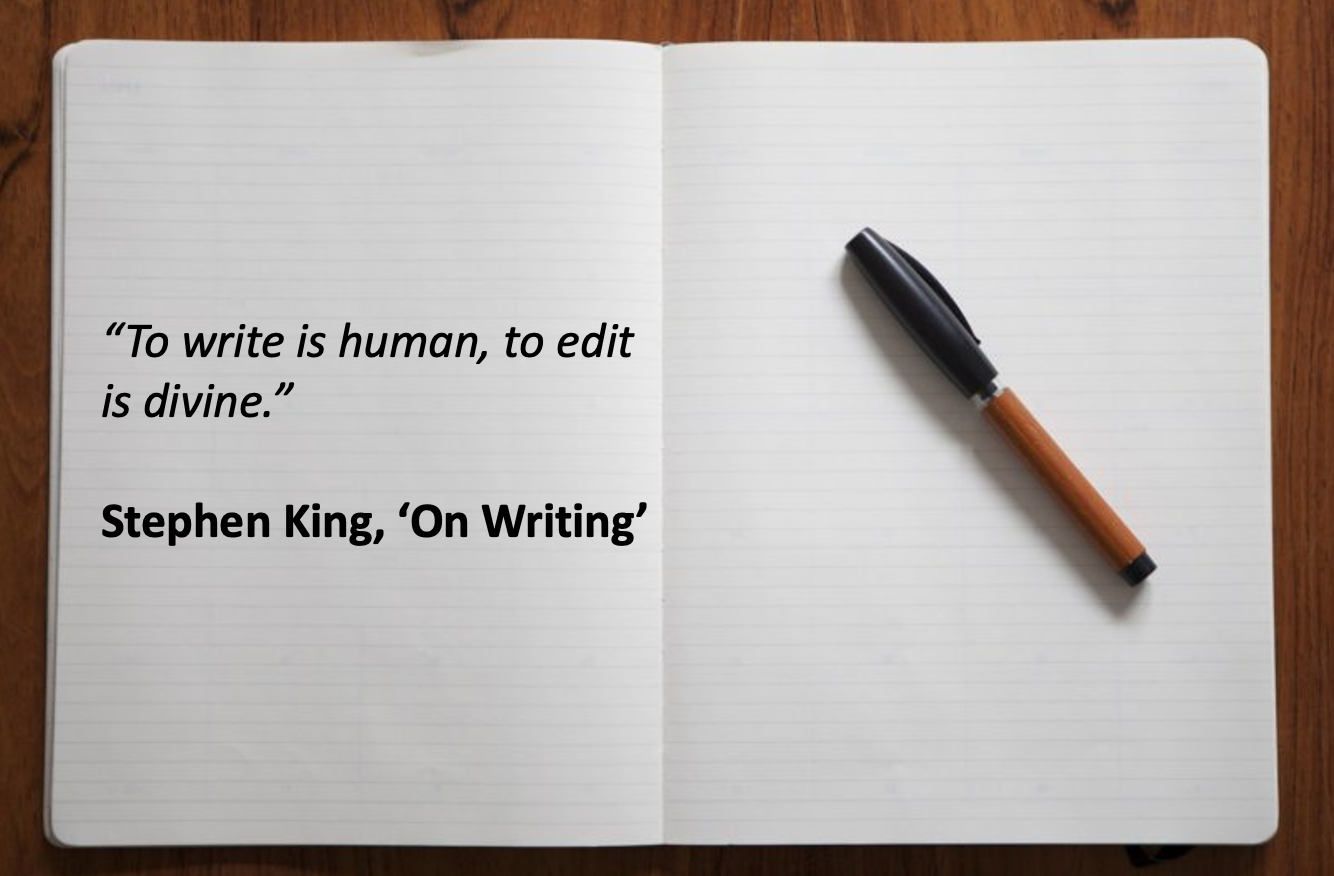 “To write is human, to edit
is divine.”
Stephen King, ‘On Writing’